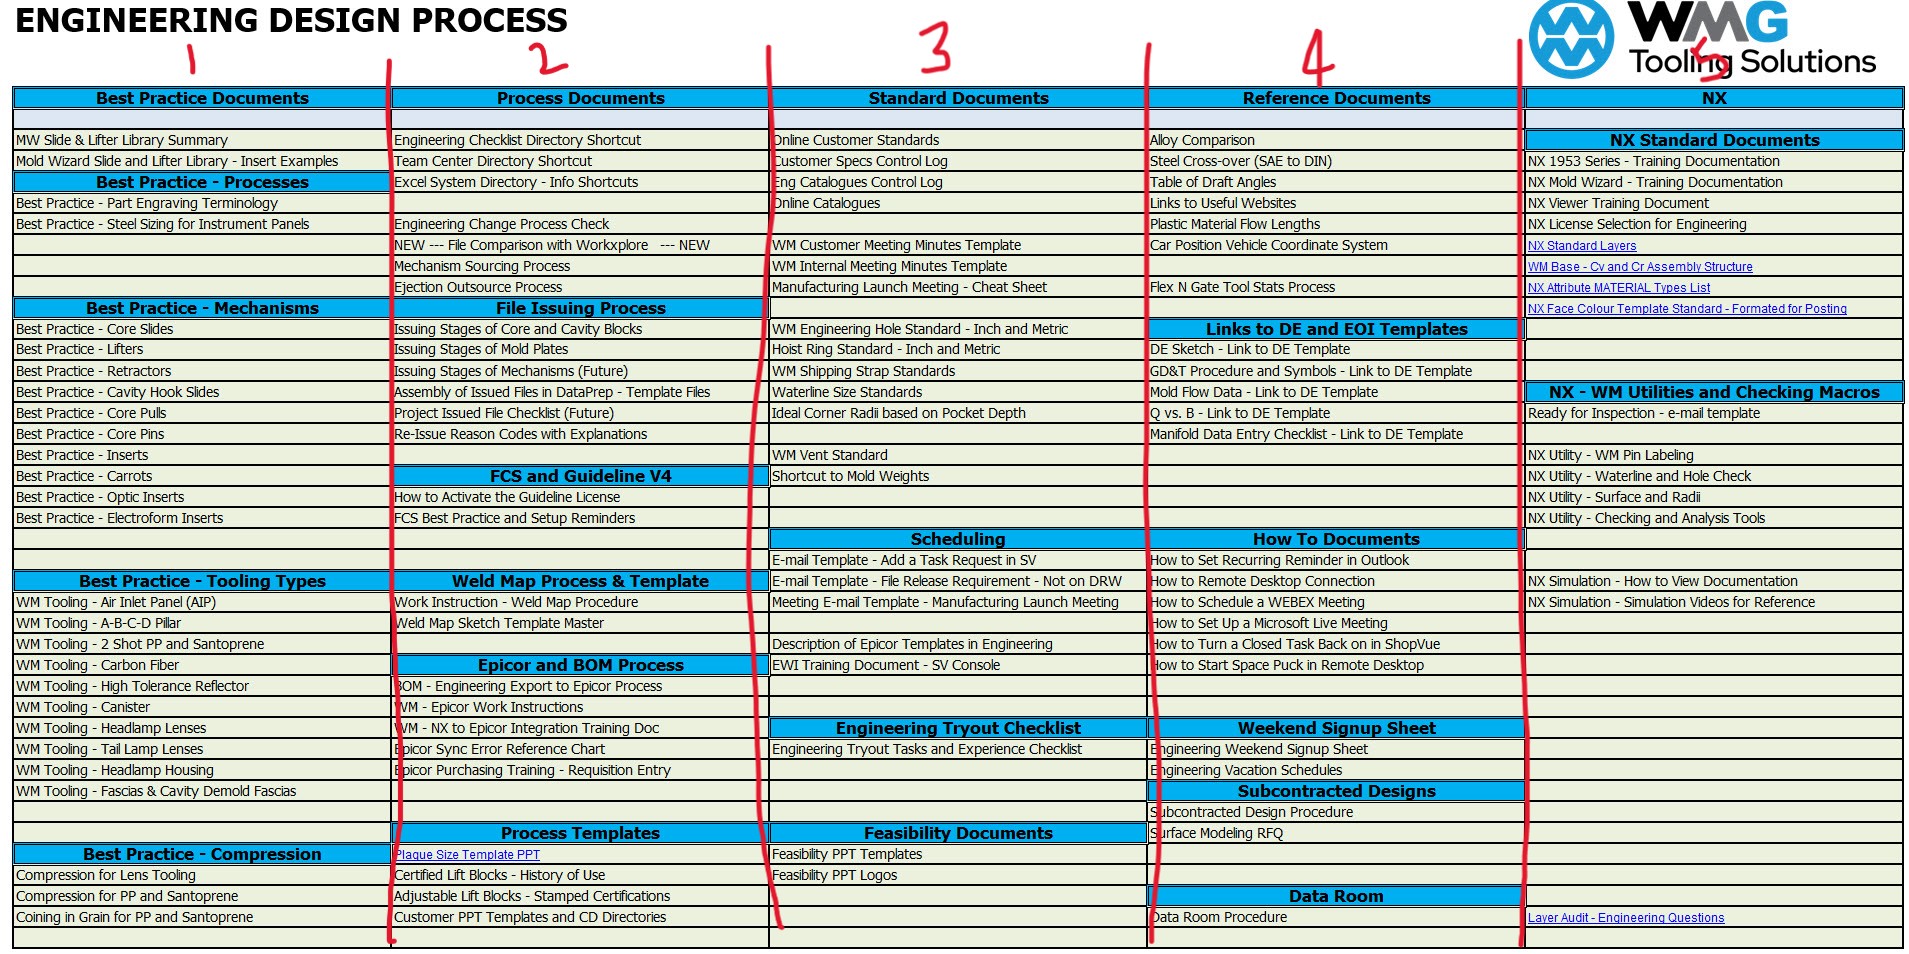 ENGINEERING DESIGN PROCESS
WMG
Tooling Solutions
1
2
3
4
5
Best Practice Documents
MW Slide & Lifter Library Summary
Mold Wizard Slide and Lifter Library - Insert Examples
Best Practice - Processes
Best Practice - Part Engraving Terminology
Best Practice - Steel Sizing for Instrument Panels
Best Practice - Mechanisms
Best Practice - Core Slides
Best Practice - Lifters
Best Practice - Retractors
Best Practice - Cavity Hook Slides
Best Practice - Core Pulls
Best Practice - Core Pins
Best Practice - Inserts
Best Practice - Carrots
Best Practice - Optic Inserts
Best Practice - Electroform Inserts
Best Practice - Tooling Types
WM Tooling - Air Inlet Panel (AIP)
WM Tooling - A-B-C-D Pillar
WM Tooling - 2 Shot PP and Santoprene
WM Tooling - Carbon Fiber
WM Tooling - High Tolerance Reflector
WM Tooling - Canister
WM Tooling - Headlamp Lenses
WM Tooling - Tail Lamp Lenses
WM Tooling - Headlamp Housing
WM Tooling - Fascias & Cavity Demold Fascias
Best Practice - Compression
Compression for Lens Tooling
Compression for PP and Santoprene
Coining in Grain for PP and Santoprene
Process Documents
Engineering Checklist Directory Shortcut
Team Center Directory Shortcut
Excel System Directory - Info Shortcuts
Engineering Change Process Check
NEW --- File Comparison with Workxplore --- NEW
Mechanism Sourcing Process
Ejection Outsource Process
File Issuing Process
Issuing Stages of Core and Cavity Blocks
Issuing Stages of Mold Plates
Issuing Stages of Mechanisms (Future)
Assembly of Issued Files in DataPrep - Template Files
Project Issued File Checklist (Future)
Re-Issue Reason Codes with Explanations
FCS and Guideline V4
How to Activate the Guideline License
FCS Best Practice and Setup Reminders
Weld Map Process & Template
Work Instruction - Weld Map Procedure
Weld Map Sketch Template Master
Epicor and BOM Process
BOM - Engineering Export to Epicor Process
WM - Epicor Work Instructions
WM - NX to Epicor Integration Training Doc
Epicor Sync Error Reference Chart
Epicor Purchasing Training - Requisition Entry
Process Templates
Plaque Size Template PPT
Certified Lift Blocks - History of Use
Adjustable Lift Blocks - Stamped Certifications
Customer PPT Templates and CD Directories
Standard Documents
Online Customer Standards
Customer Specs Control Log
Eng Catalogues Control Log
Online Catalogues
WM Customer Meeting Minutes Template
WM Internal Meeting Minutes Template
Manufacturing Launch Meeting - Cheat Sheet
WM Engineering Hole Standard - Inch and Metric
Hoist Ring Standard - Inch and Metric
WM Shipping Strap Standards
Waterline Size Standards
Ideal Corner Radii based on Pocket Depth
WM Vent Standard
Shortcut to Mold Weights
Scheduling
E-mail Template - Add a Task Request in SV
E-mail Template - File Release Requirement - Not on DRW
Meeting E-mail Template - Manufacturing Launch Meeting
Description of Epicor Templates in Engineering
EWI Training Document - SV Console
Engineering Tryout Checklist
Engineering Tryout Tasks and Experience Checklist
Feasibility Documents
Feasibility PPT Templates
Feasibility PPT Logos
Reference Documents
Alloy Comparison
Steel Cross-over (SAE to DIN)
Table of Draft Angles
Links to Useful Websites
Plastic Material Flow Lengths
Car Position Vehicle Coordinate System
Flex N Gate Tool Stats Process
Links to DE and EOI Templates
DE Sketch - Link to DE Template
GD&T Procedure and Symbols - Link to DE Template
Mold Flow Data - Link to DE Template
Q vs. B - Link to DE Template
Manifold Data Entry Checklist - Link to DE Template
How To Documents
How to Set Recurring Reminder in Outlook
How to Remote Desktop Connection
How to Schedule a WEBEX Meeting
How to Set Up a Microsoft Live Meeting
How to Turn a Closed Task Back on in ShopVue
How to Start Space Puck in Remote Desktop
Weekend Signup Sheet
Engineering Weekend Signup Sheet
Engineering Vacation Schedules
Subcontracted Designs
Subcontracted Design Procedure
Surface Modeling RFQ
Data Room
Data Room Procedure
NX
NX Standard Documents
NX 1953 Series - Training Documentation
NX Mold Wizard - Training Documentation
NX Viewer Training Document
NX License Selection for Engineering
NX Standard Layers
WM Base - Cv and Cr Assembly Structure
NX Attribute MATERIAL Types List
NX Face Colour Template Standard - Formated for Posting
NX - WM Utilities and Checking Macros
Ready for Inspection - e-mail template
NX Utility - WM Pin Labeling
NX Utility - Waterline and Hole Check
NX Utility - Surface and Radii
NX Utility - Checking and Analysis Tools
NX Simulation - How to View Documentation
NX Simulation - Simulation Videos for Reference
Layer Audit - Engineering Questions